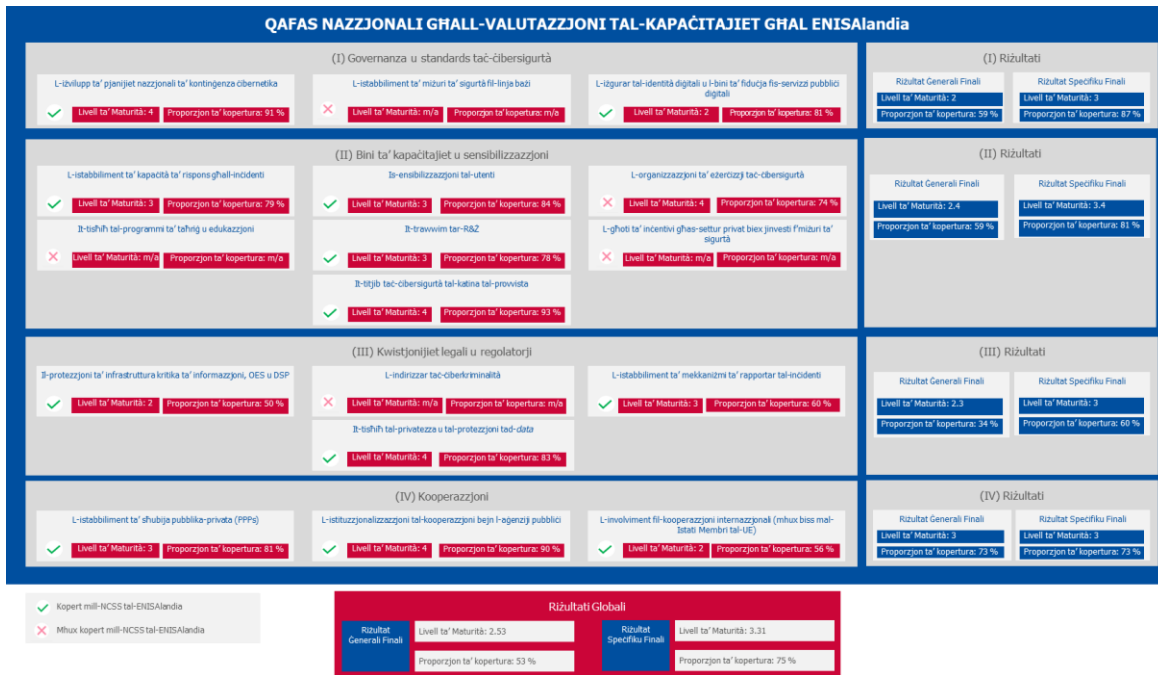 QAFAS NAZZJONALI GĦALL-VALUTAZZJONI TAL-KAPAĊITAJIET GĦAL ENISAlandia
(I) Governanza u standards taċ-ċibersigurtà
L-iżvilupp ta’ pjanijiet nazzjonali ta’ kontinġenza ċibernetika
Livell ta’ Maturità: 4 Proporzjon ta’ kopertura: 91 %
L-istabbiliment ta’ miżuri ta’ sigurtà fil-linja bażi
Livell ta’ Maturità: m/a Proporzjon ta’ kopertura: m/a
L-iżgurar tal-identità diġitali u l-bini ta’ fiduċja fis-servizzi pubbliċi
diġitali
Livell ta’ Maturità: 2 Proporzjon ta’ kopertura: 81 %
(I) Riżultati
Riżultat Ġenerali Finali
Livell ta’ Maturità: 2
Proporzjon ta’ kopertura: 59 %
Riżultat Speċifiku Finali
Livell ta’ Maturità: 3
Proporzjon ta’ kopertura: 87 %
(II) Bini ta’ kapaċitajiet u sensibilizzazzjoni
L-istabbiliment ta’ kapaċità ta’ rispons għall-inċidenti
Livell ta’ Maturità: 3 Proporzjon ta’ kopertura: 79 %
Is-ensibilizzazzjoni tal-utenti
Livell ta’ Maturità: 3 Proporzjon ta’ kopertura: 84 %
L-organizzazzjoni ta’ eżerċizzji taċ-ċibersigurtà
Livell ta’ Maturità: 4 Proporzjon ta’ kopertura: 74 %
It-tisħiħ tal-programmi ta’ taħriġ u edukazzjoni
Livell ta’ Maturità: m/a Proporzjon ta’ kopertura: m/a
It-trawwim tar-R&Ż
Livell ta’ Maturità: 3 Proporzjon ta’ kopertura: 78 %
L-għoti ta’ inċentivi għas-settur privat biex jinvesti f’miżuri ta’
sigurtà
Livell ta’ Maturità: m/a Proporzjon ta’ kopertura: m/a
It-titjib taċ-ċibersigurtà tal-katina tal-provvista
Livell ta’ Maturità: 4 Proporzjon ta’ kopertura: 93 %
(II) Riżultati
Riżultat Ġenerali Finali
Livell ta’ Maturità: 2.4
Proporzjon ta’ kopertura: 59 %
Riżultat Speċifiku Finali
Livell ta’ Maturità: 3.4
Proporzjon ta’ kopertura: 81 %
(III) Kwistjonijiet legali u regolatorji
Il-protezzjoni ta’ infrastruttura kritika ta’ informazzjoni, OES u DSP
Livell ta’ Maturità: 2 Proporzjon ta’ kopertura: 50 %
L-indirizzar taċ-ċiberkriminalità
Livell ta’ Maturità: m/a Proporzjon ta’ kopertura: m/a
L-istabbiliment ta’ mekkaniżmi ta’ rapportar tal-inċidenti
Livell ta’ Maturità: 3 Proporzjon ta’ kopertura: 60 %
It-tisħiħ tal-privatezza u tal-protezzjoni tad-data
Livell ta’ Maturità: 4 Proporzjon ta’ kopertura: 83 %
(III) Riżultati
Riżultat Ġenerali Finali
Livell ta’ Maturità: 2.3
Proporzjon ta’ kopertura: 34 %
Riżultat Speċifiku Finali
Livell ta’ Maturità: 3
Proporzjon ta’ kopertura: 60 %
(IV) Kooperazzjoni
L-istabbiliment ta’ sħubija pubblika-privata (PPPs)
Livell ta’ Maturità: 3 Proporzjon ta’ kopertura: 81 %
L-istituzzjonalizzazzjoni tal-kooperazzjoni bejn l-aġenziji pubbliċi
Livell ta’ Maturità: 4 Proporzjon ta’ kopertura: 90 %
L-involviment fil-kooperazzjoni internazzjonali (mhux biss mal-
Istati Membri tal-UE)
Livell ta’ Maturità: 2 Proporzjon ta’ kopertura: 56 %
(IV) Riżultati
Riżultat Ġenerali Finali
Livell ta’ Maturità: 3
Proporzjon ta’ kopertura: 73 %
Riżultat Speċifiku Finali
Livell ta’ Maturità: 3
Proporzjon ta’ kopertura: 73 %
Kopert mill-NCSS tal-ENISAlandia
Mhux kopert mill-NCSS tal-ENISAlandia
Riżultati Globali
Riżultat
Ġenerali Finali
Livell ta’ Maturità: 2.53
Proporzjon ta’ kopertura: 53 %
Riżultat
Speċifiku Finali
Livell ta’ Maturità: 3.31
Proporzjon ta’ kopertura: 75 %